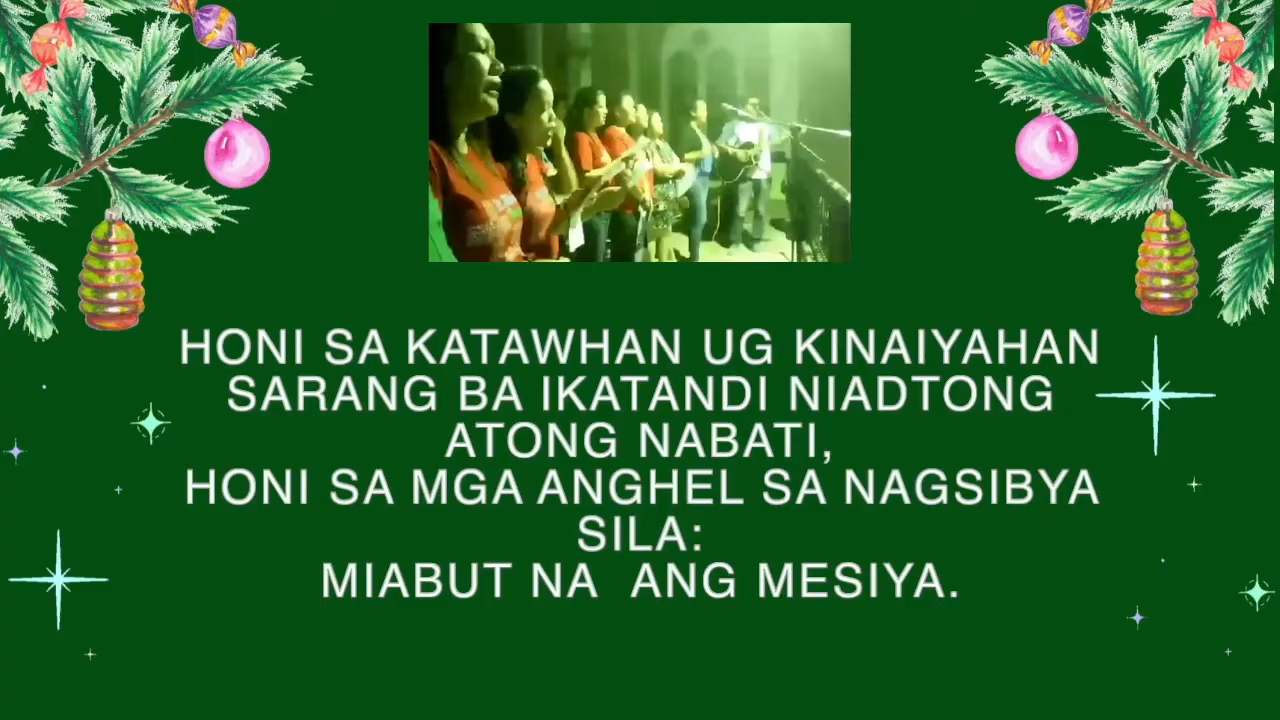 HONI SA KATAWHAN UG KINAIYAHAN
SARANG BA IKATANDI NIADTONG
ATONG NABATI,
HONI SA MGA ANGHEL SA NAGSIBYA
SILA:
MIABUT NA  ANG MESIYA.